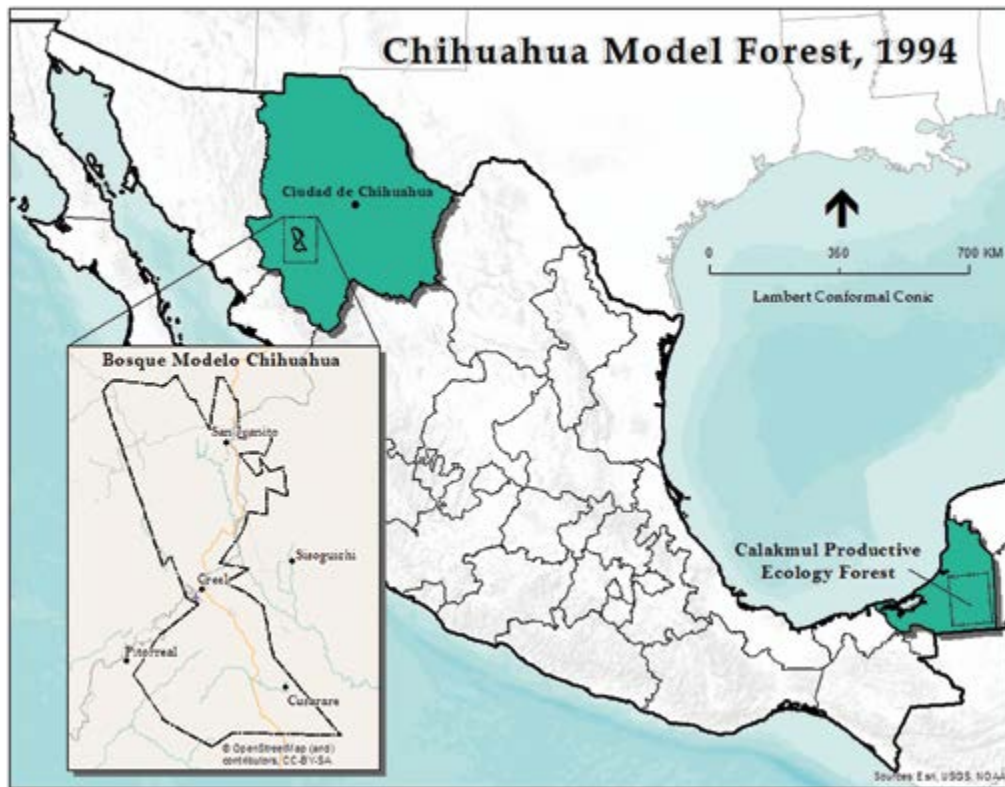 Chihuahua Model Forest, 1994
Ciudad de Chihuahua
0 350 700 KM
Lambert Conformal Conic
Bosque Modelo Chihuahua
San Juanito
Sisoguichi
Creel
Pitorreal
Cusarare
© OpenStreetMap (and)
contributors, CC-BY-SA
Calakmul Productive
Ecology Forest
Sources: Esri, USGS, NOAA